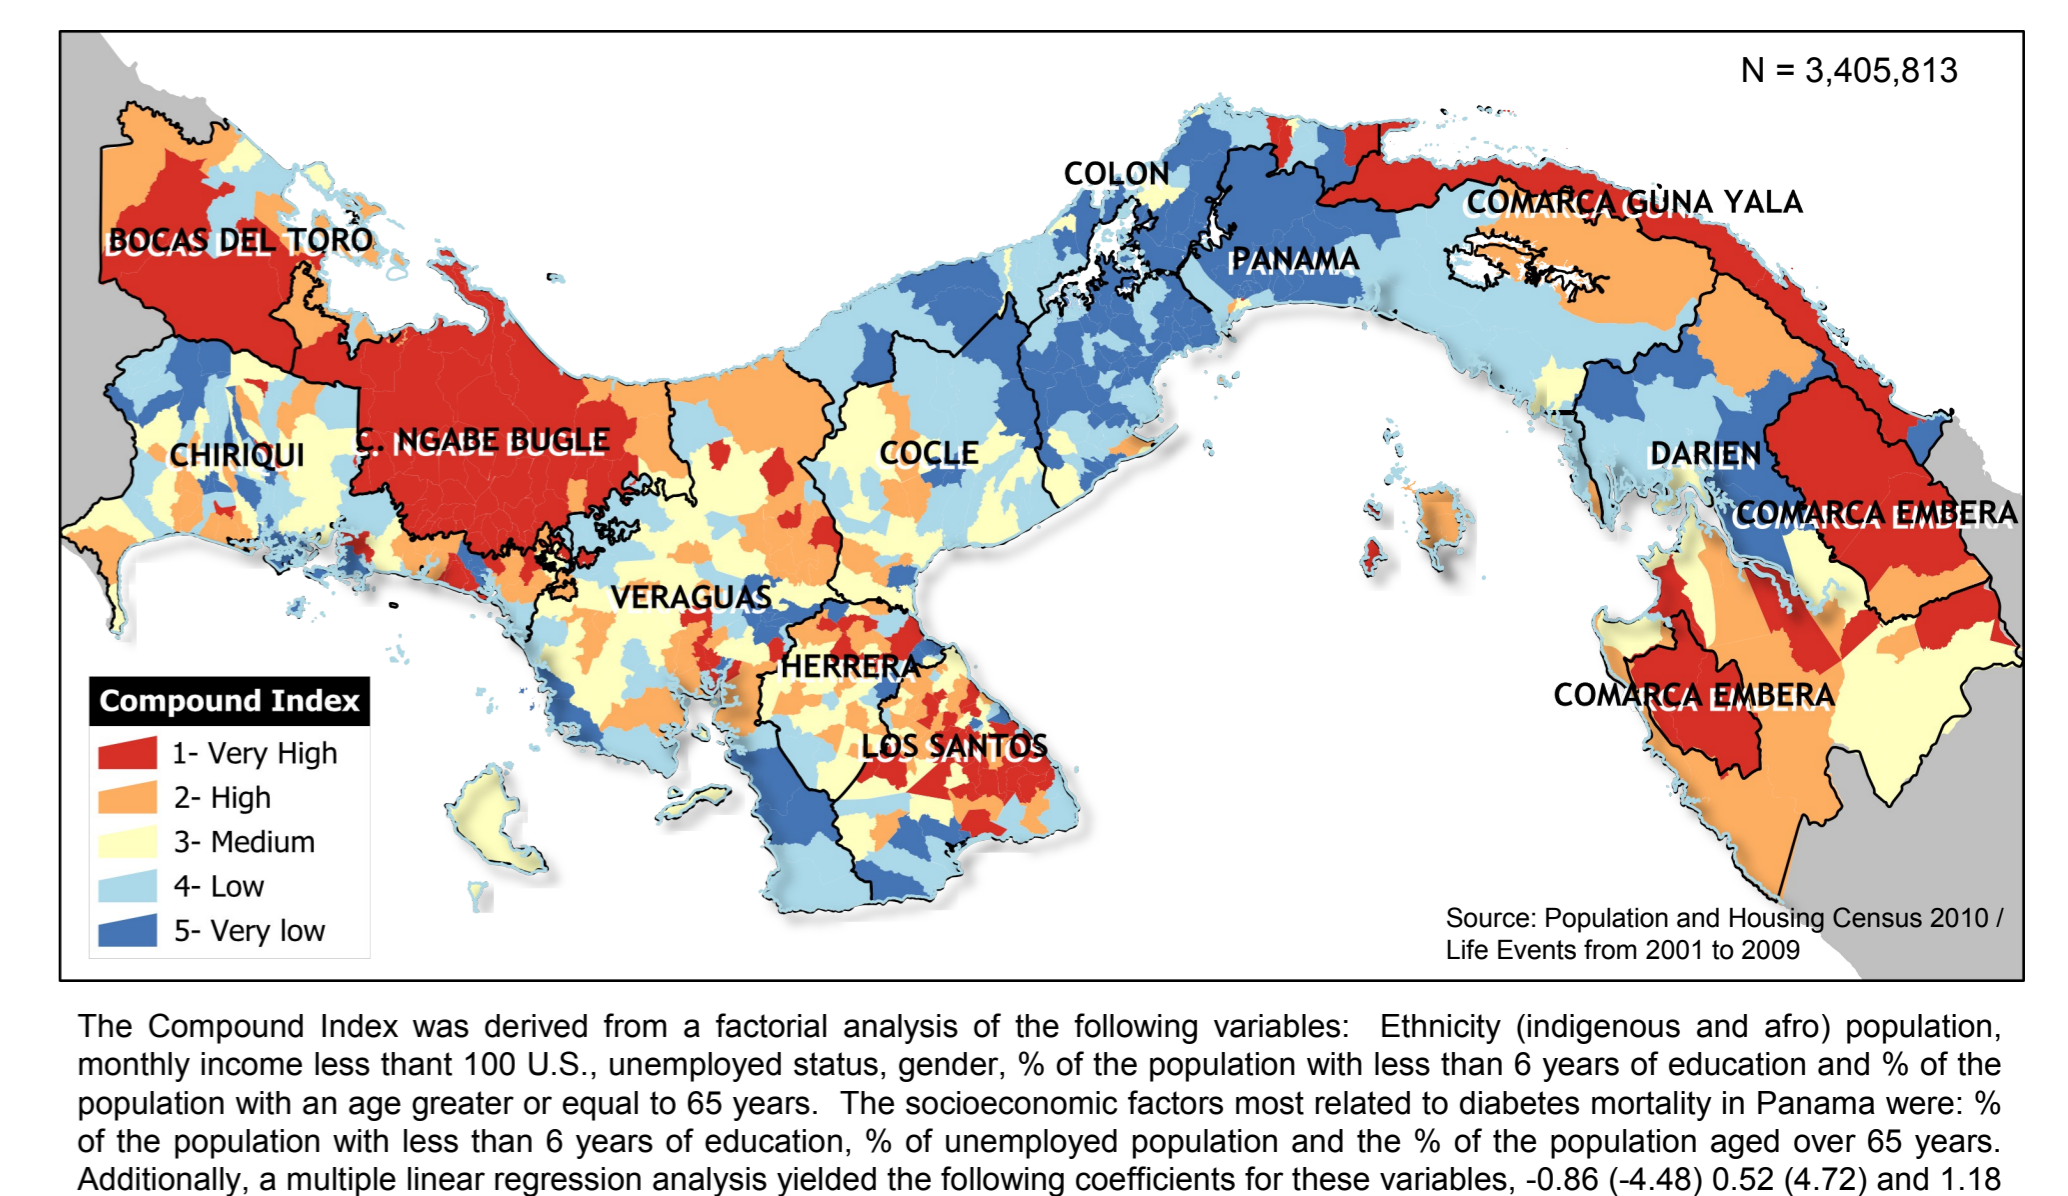 N = 3,405,813
COLON
COMARCA GÙNA YALA
BOCAS DEL TORO
PANAMA
CHIRIQUI
C. NGABE BUGLE
COCLE
DARIEN
COMARCA EMBERA
VERAGUAS
HERRERA
COMARCA EMBERA
LOS SANTOS
Compound Index
1- Very High
2- High
3- Medium
4- Low
5- Very low
Source: Population and Housing Census 2010 /
Life Events from 2001 to 2009
The Compound Index was derived from a factorial analysis of the following variables: Ethnicity (indigenous and afro) population,
monthly income less thant 100 U.S., unemployed status, gender, % of the population with less than 6 years of education and % of the
population with an age greater or equal to 65 years. The socioeconomic factors most related to diabetes mortality in Panama were: %
of the population with less than 6 years of education, % of unemployed population and the % of the population aged over 65 years.
Additionally, a multiple linear regression analysis yielded the following coefficients for these variables, -0.86 (-4.48) 0.52 (4.72) and 1.18